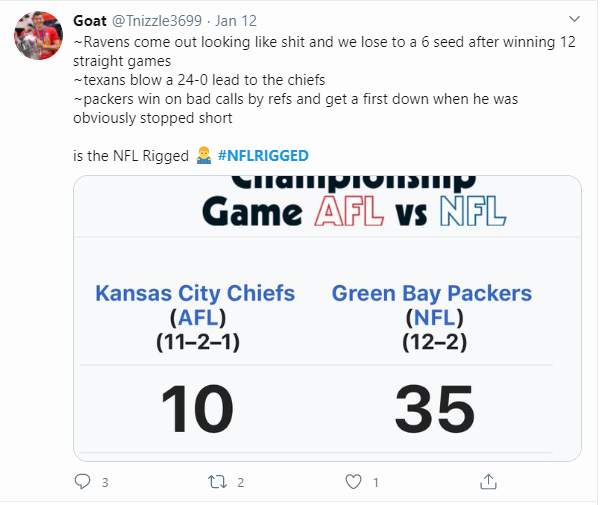 Goat @Tnizzle3699 · Jan 12
~Ravens come out looking like shit and we lose to a 6 seed after winning 12
straight games
~texans blow a 24-0 lead to the chiefs
~packers win on bad calls by refs and get a first down when he was
obviously stopped short
is the NFL Rigged 🤷‍♂️ #NFLRIGGED
Championship
Game AFL vs NFL
Kansas City Chiefs Green Bay Packers
(AFL) (NFL)
(11–2–1) (12–2)
10 35
3 2 1